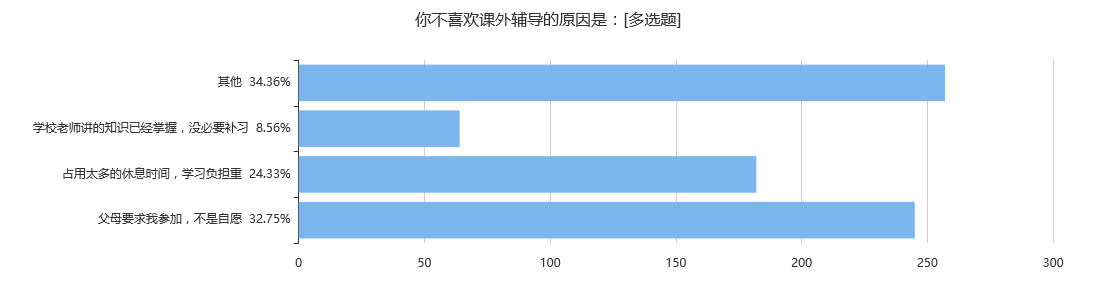 你不喜欢课外辅导的原因是：[多选题]
其他 34.36%
学校老师讲的知识已经掌握，没必要补习 8.56%
占用太多的休息时间，学习负担重 24.33%
父母要求我参加，不是自愿 32.75%
0 50 100 150 200 250 300